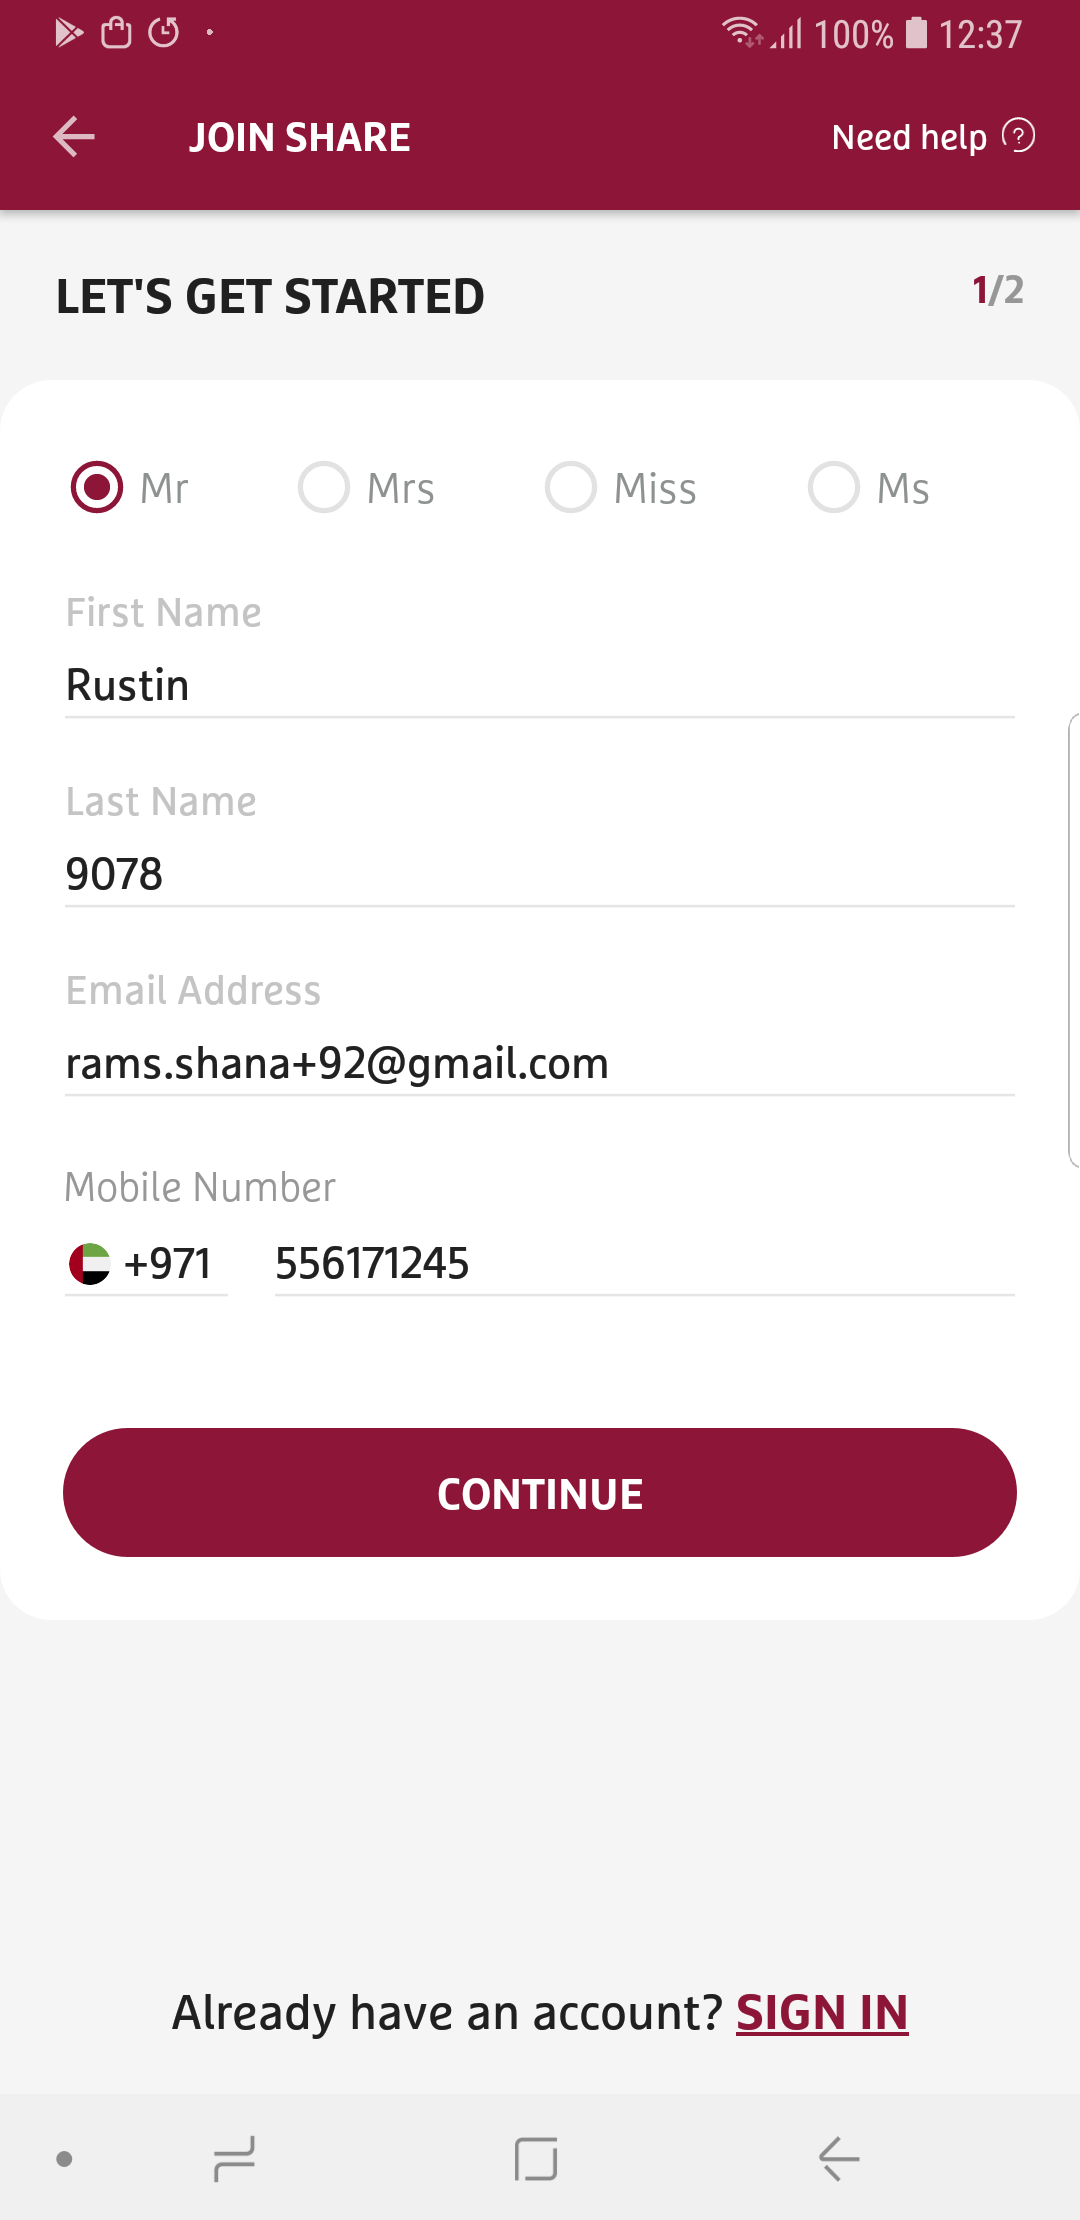 100% 12:37
JOIN SHARE Need help ?
LET'S GET STARTED 1/2
Mr Mrs Miss Ms
First Name
Rustin
Last Name
9078
Email Address
rams.shana+92@gmail.com
Mobile Number
+971 556171245
CONTINUE
Already have an account? SIGN IN